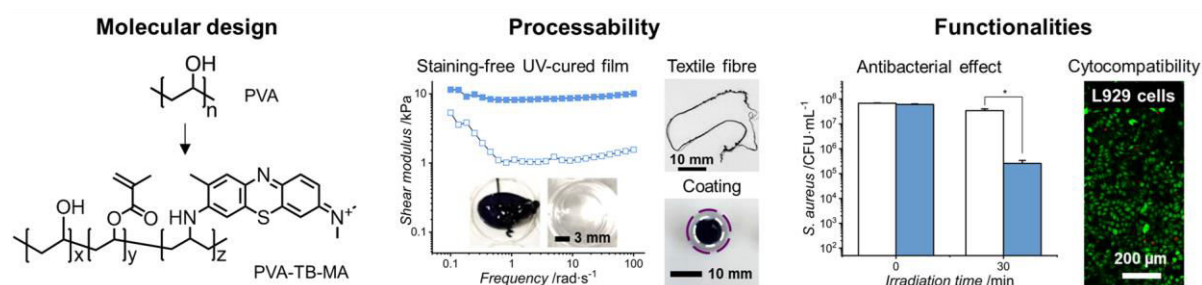 Molecular design
OH
n
PVA
OH
O
O
HN
N
S
N⁺
x
y
z
PVA-TB-MA
Processability
Staining-free UV-cured film
Shear modulus /kPa
10
1
0.1
0.1
1
10
100
Frequency /rad·s⁻¹
3 mm
Textile fibre
10 mm
Coating
10 mm
Functionalities
Antibacterial effect
S. aureus /CFU·mL⁻¹
10⁸
10⁷
10⁶
10⁵
10⁴
10³
10²
*
0
30
Irradiation time /min
Cytocompatibility
L929 cells
200 µm